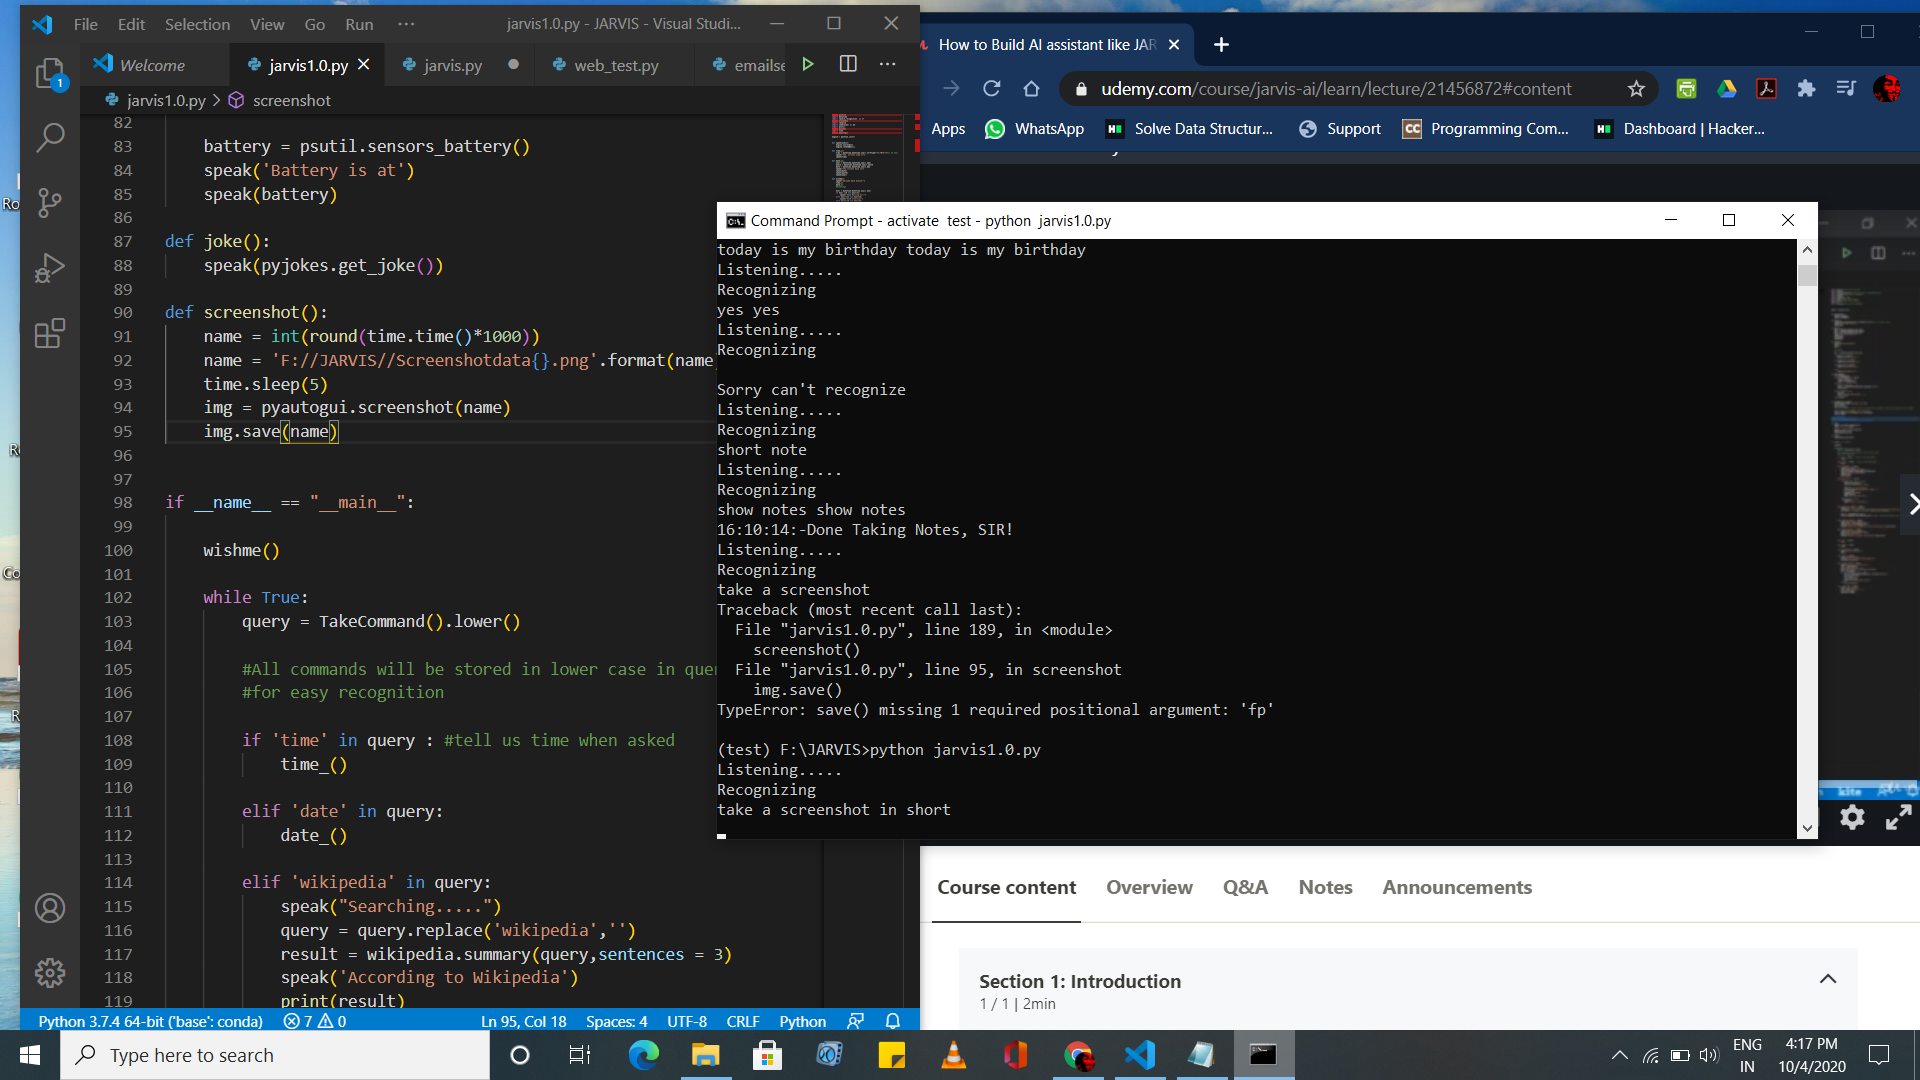 File Edit Selection View Go Run ··· jarvis1.0.py - JARVIS - Visual Studi...
Welcome jarvis1.0.py jarvis.py web_test.py emailse
jarvis1.0.py > screenshot
82
83 battery = psutil.sensors_battery()
84 speak('Battery is at')
85 speak(battery)
86
87 def joke():
88 speak(pyjokes.get_joke())
89
90 def screenshot():
91 name = int(round(time.time()*1000))
92 name = 'F://JARVIS//Screenshotdata{}.png'.format(name
93 time.sleep(5)
94 img = pyautogui.screenshot(name)
95 img.save(name)
96
97
98 if __name__ == "__main__":
99
100 wishme()
101
102 while True:
103 query = TakeCommand().lower()
104
105 #All commands will be stored in lower case in quer
106 #for easy recognition
107
108 if 'time' in query : #tell us time when asked
109 time_()
110
111 elif 'date' in query:
112 date_()
113
114 elif 'wikipedia' in query:
115 speak("Searching.....")
116 query = query.replace('wikipedia','')
117 result = wikipedia.summary(query,sentences = 3)
118 speak('According to Wikipedia')
119 print(result)
Python 3.7.4 64-bit ('base': conda) 7 0 Ln 95, Col 18 Spaces: 4 UTF-8 CRLF Python
How to Build AI assistant like JAR
udemy.com/course/jarvis-ai/learn/lecture/21456872#content
Apps WhatsApp Solve Data Structur... Support Programming Com... Dashboard | Hacker...
Command Prompt - activate test - python jarvis1.0.py
today is my birthday today is my birthday
Listening.....
Recognizing
yes yes
Listening.....
Recognizing
Sorry can't recognize
Listening.....
Recognizing
short note
Listening.....
Recognizing
show notes show notes
16:10:14:-Done Taking Notes, SIR!
Listening.....
Recognizing
take a screenshot
Traceback (most recent call last):
File "jarvis1.0.py", line 189, in <module>
screenshot()
File "jarvis1.0.py", line 95, in screenshot
img.save()
TypeError: save() missing 1 required positional argument: 'fp'
(test) F:\JARVIS>python jarvis1.0.py
Listening.....
Recognizing
take a screenshot in short
Course content Overview Q&A Notes Announcements
Section 1: Introduction
1 / 1 | 2min
Type here to search
ENG
IN
4:17 PM
10/4/2020